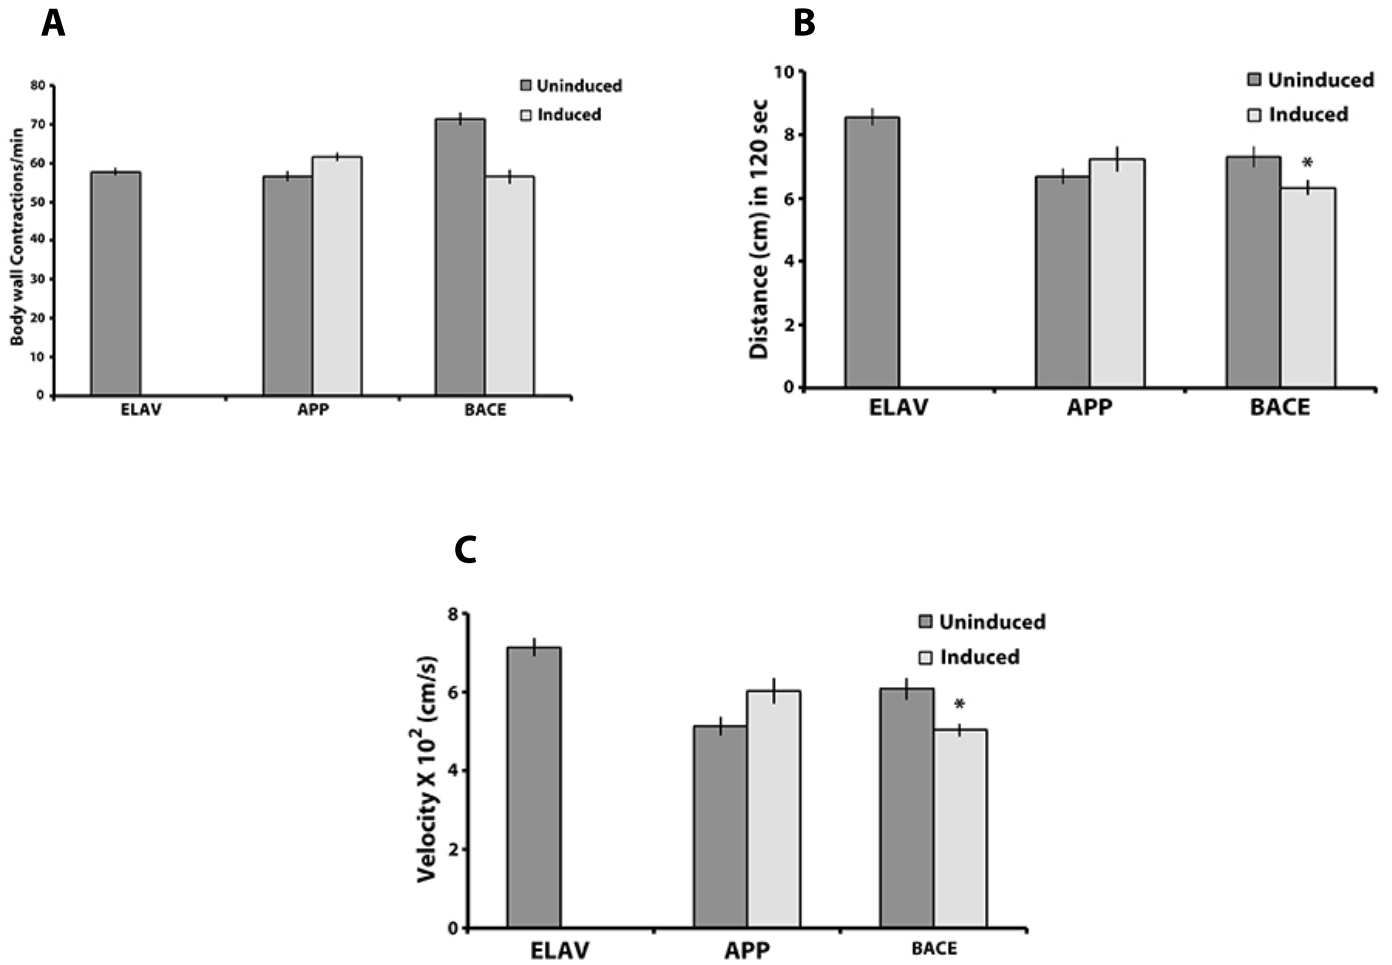 A
80
70
60
50
40
30
20
10
0
Body wall Contractions/min
Uninduced
Induced
ELAV APP BACE
B
10
8
6
4
2
0
Distance (cm) in 120 sec
Uninduced
Induced
*
ELAV APP BACE
C
8
6
4
2
0
Velocity X 10² (cm/s)
Uninduced
Induced
*
ELAV APP BACE